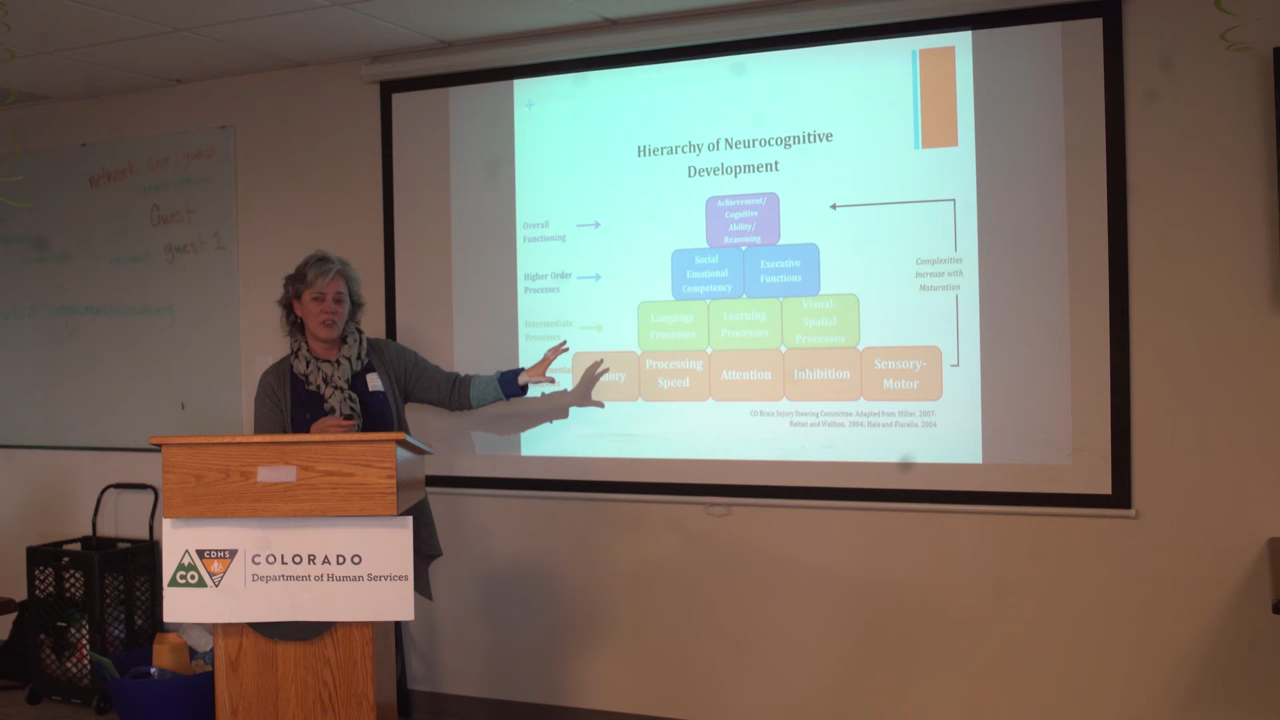 network CDHS guest
Guest
guest 1
+
Hierarchy of Neurocognitive
Development
Achievement/
Cognitive
Ability/
Reasoning
Overall
Functioning
Social
Emotional
Competency
Executive
Functions
Higher Order
Processes
Complexities
Increase with
Maturation
Language
Processes
Learning
Processes
Visual-
Spatial
Processes
Intermediate
Processes
Processing
Speed
Attention
Inhibition
Sensory-
Motor
CO Brain Injury Steering Committee Adapted from Miller, 2007;
Reitan and Wolfson, 2004; Hale and Fiorello, 2004
CO
CDHS
COLORADO
Department of Human Services